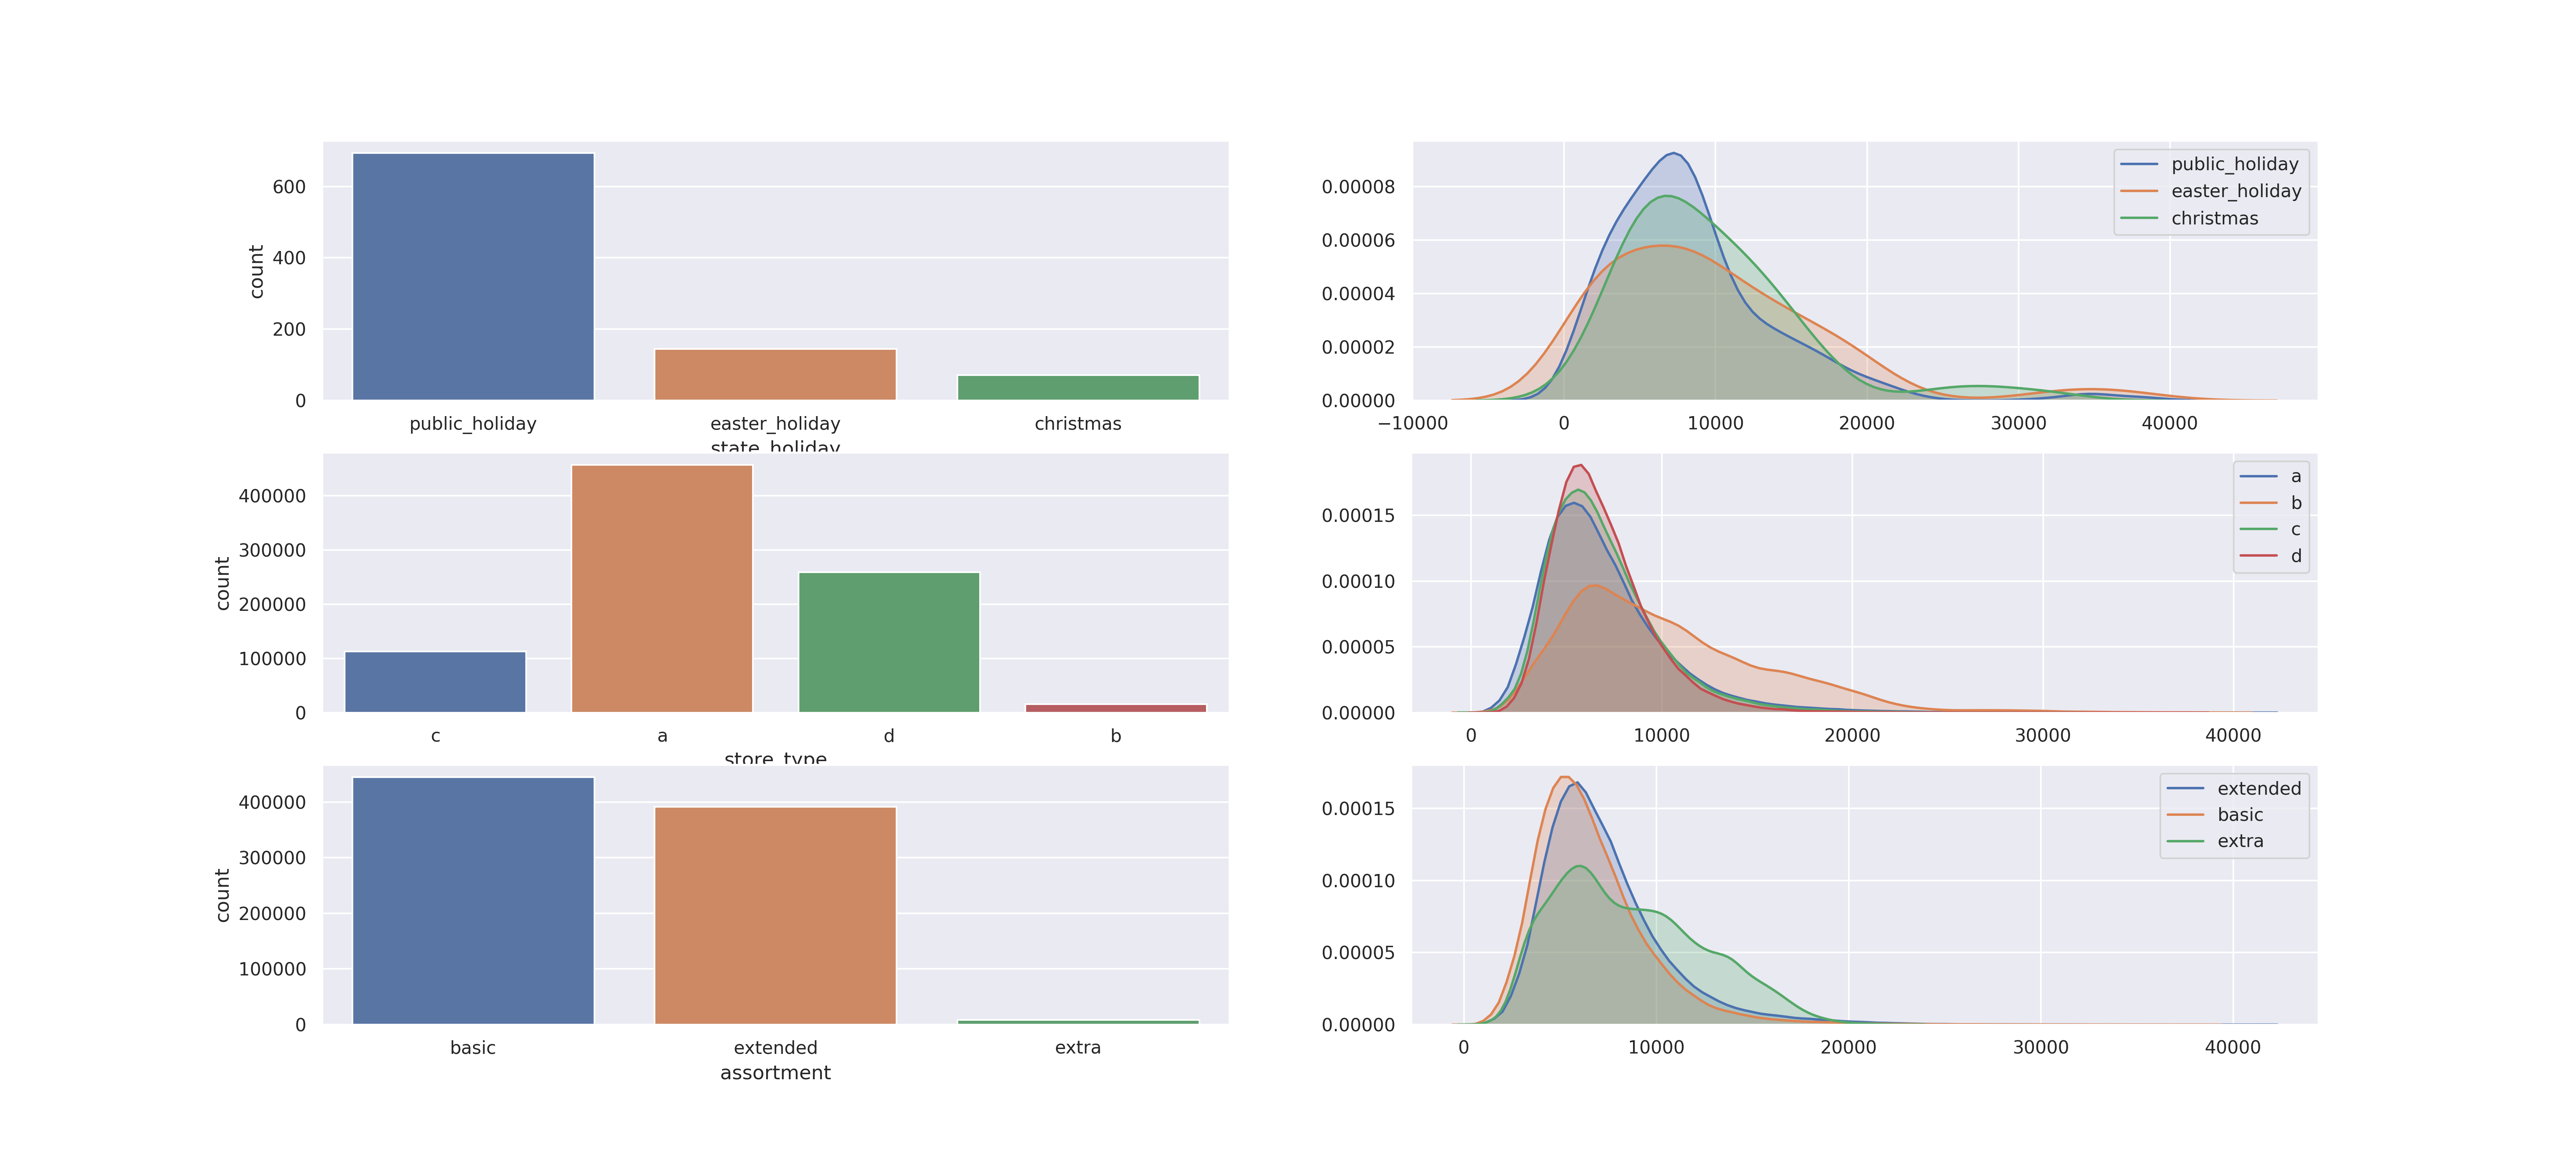 600
400
200
0
count
public_holiday easter_holiday christmas
state_holiday
0.00008
0.00006
0.00004
0.00002
0.00000
−10000 0 10000 20000 30000 40000
public_holiday
easter_holiday
christmas
400000
300000
200000
100000
0
count
c a d b
store_type
0.00015
0.00010
0.00005
0.00000
0 10000 20000 30000 40000
a
b
c
d
400000
300000
200000
100000
0
count
basic extended extra
assortment
0.00015
0.00010
0.00005
0.00000
0 10000 20000 30000 40000
extended
basic
extra